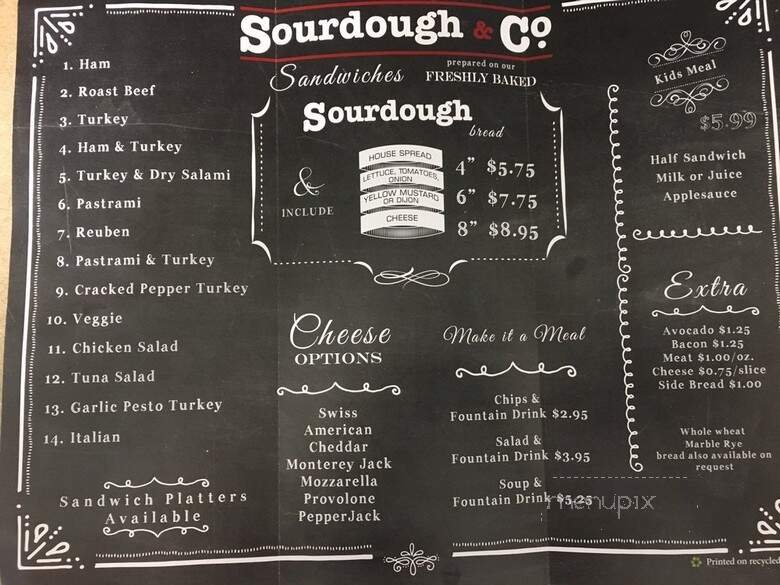 Sourdough & Co.
Sandwiches prepared on our FRESHLY BAKED
Sourdough
bread
& INCLUDE
HOUSE SPREAD
LETTUCE, TOMATOES,
ONION
YELLOW MUSTARD
OR DIJON
CHEESE
4" $5.75
6" $7.75
8" $8.95
1. Ham
2. Roast Beef
3. Turkey
4. Ham & Turkey
5. Turkey & Dry Salami
6. Pastrami
7. Reuben
8. Pastrami & Turkey
9. Cracked Pepper Turkey
10. Veggie
11. Chicken Salad
12. Tuna Salad
13. Garlic Pesto Turkey
14. Italian
Sandwich Platters
Available
Cheese
OPTIONS
Swiss
American
Cheddar
Monterey Jack
Mozzarella
Provolone
PepperJack
Make it a Meal
Chips &
Fountain Drink $2.95
Salad &
Fountain Drink $3.95
Soup &
Fountain Drink $5.25
Kids Meal
$5.99
Half Sandwich
Milk or Juice
Applesauce
Extra
Avocado $1.25
Bacon $1.25
Meat $1.00/oz.
Cheese $0.75/slice
Side Bread $1.00
Whole wheat
Marble Rye
bread also available on
request
menupix
Printed on recycled